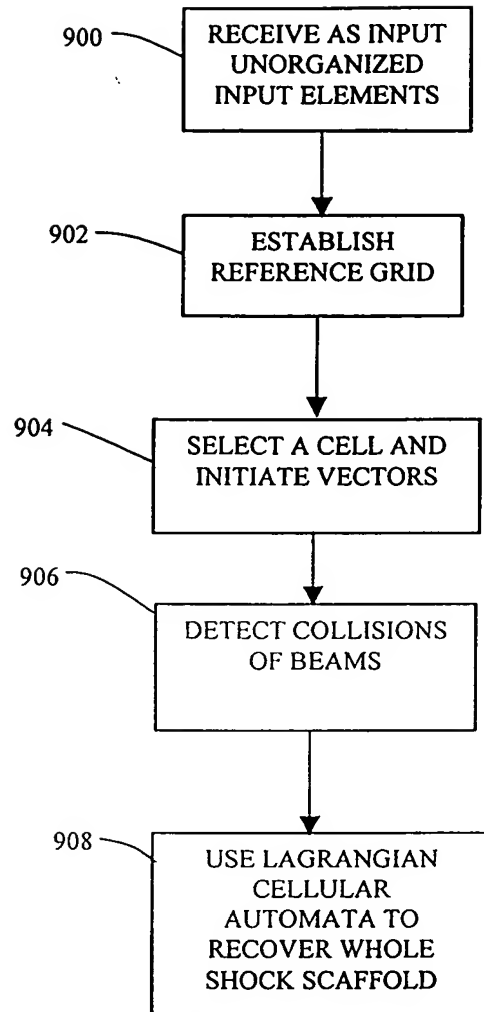 900
RECEIVE AS INPUT
UNORGANIZED
INPUT ELEMENTS
902
ESTABLISH
REFERENCE GRID
904
SELECT A CELL AND
INITIATE VECTORS
906
DETECT COLLISIONS
OF BEAMS
908
USE LAGRANGIAN
CELLULAR
AUTOMATA TO
RECOVER WHOLE
SHOCK SCAFFOLD